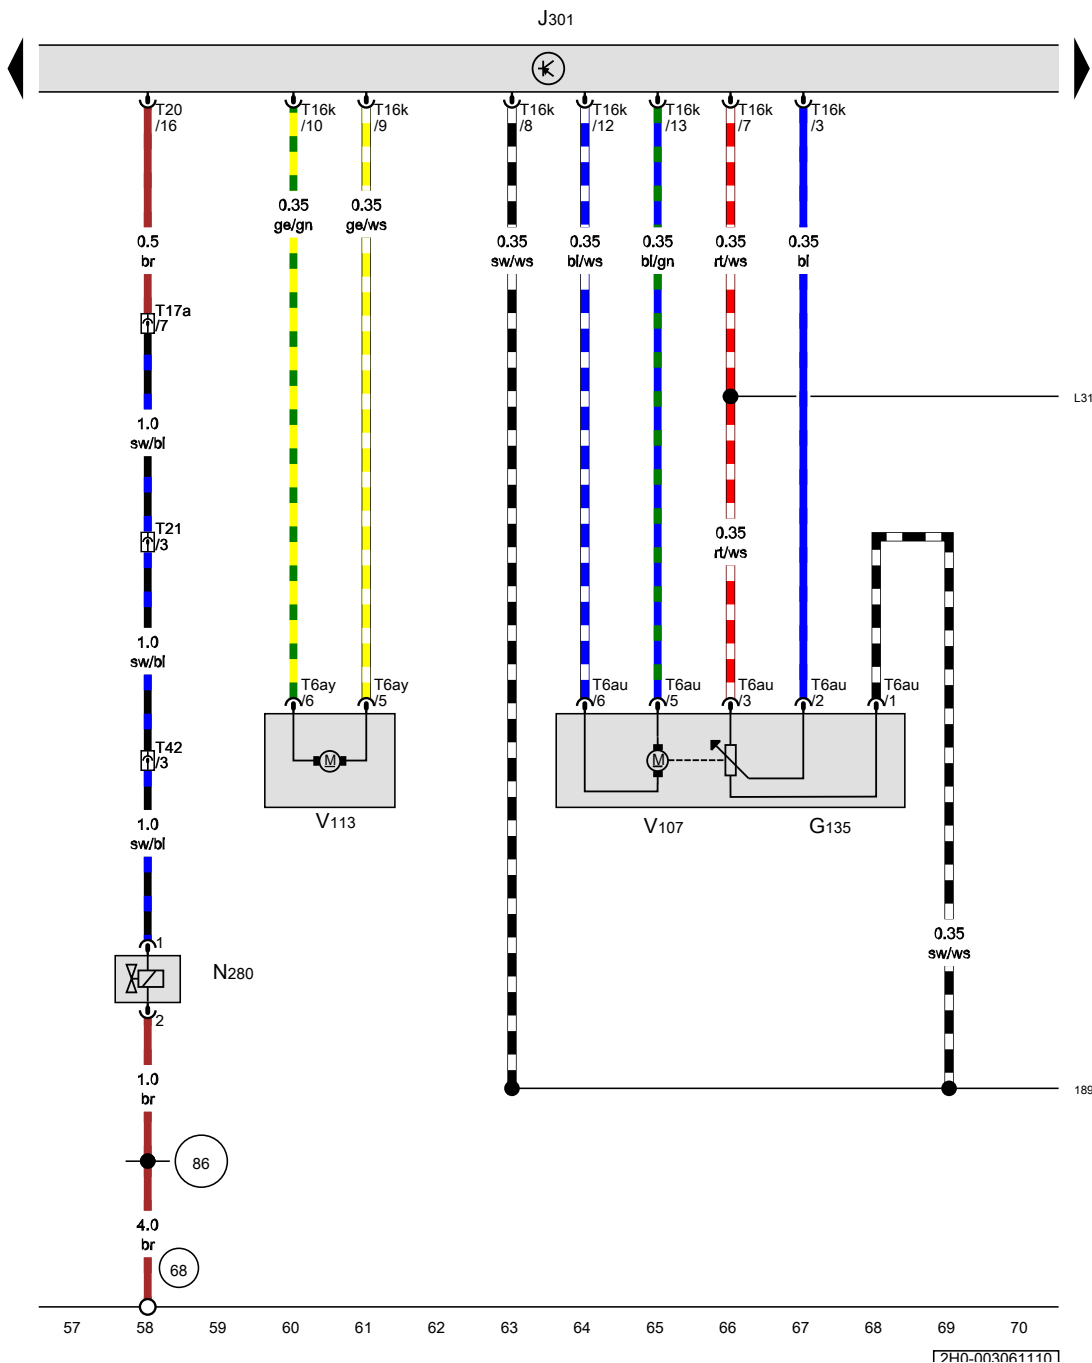 J301
T20
/16
T16k
/10
T16k
/9
T16k
/8
T16k
/12
T16k
/13
T16k
/7
T16k
/3
0.35
ge/gn
0.35
ge/ws
0.5
br
0.35
sw/ws
0.35
bl/ws
0.35
bl/gn
0.35
rt/ws
0.35
bl
T17a
/7
L31
1.0
sw/bl
T21
/3
0.35
rt/ws
1.0
sw/bl
T6ay
/6
T6ay
/5
T6au
/6
T6au
/5
T6au
/3
T6au
/2
T6au
/1
T42
/3
M
M
V113
V107
G135
1.0
sw/bl
0.35
sw/ws
1
N280
2
1.0
br
189
86
4.0
br
68
57 58 59 60 61 62 63 64 65 66 67 68 69 70
2H0-003061110